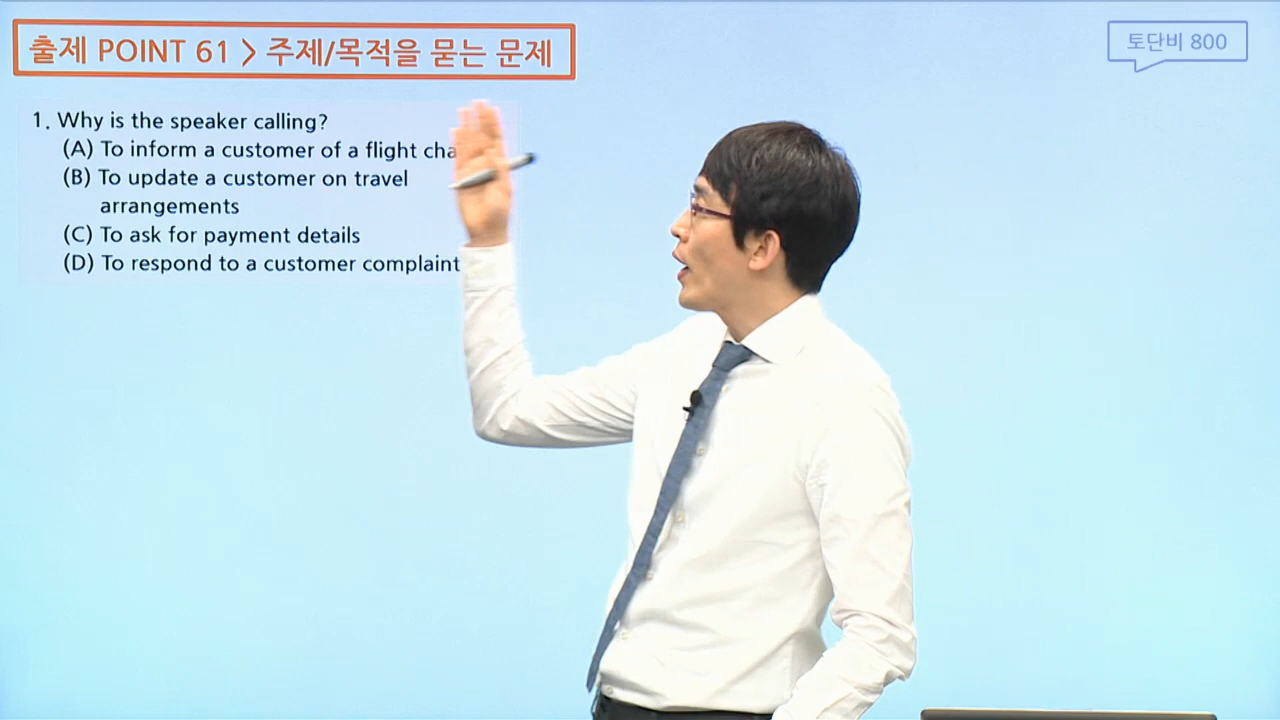 출제 POINT 61 > 주제/목적을 묻는 문제
토단비 800
1. Why is the speaker calling?
(A) To inform a customer of a flight
(B) To update a customer on travel
arrangements
(C) To ask for payment details
(D) To respond to a customer complaint